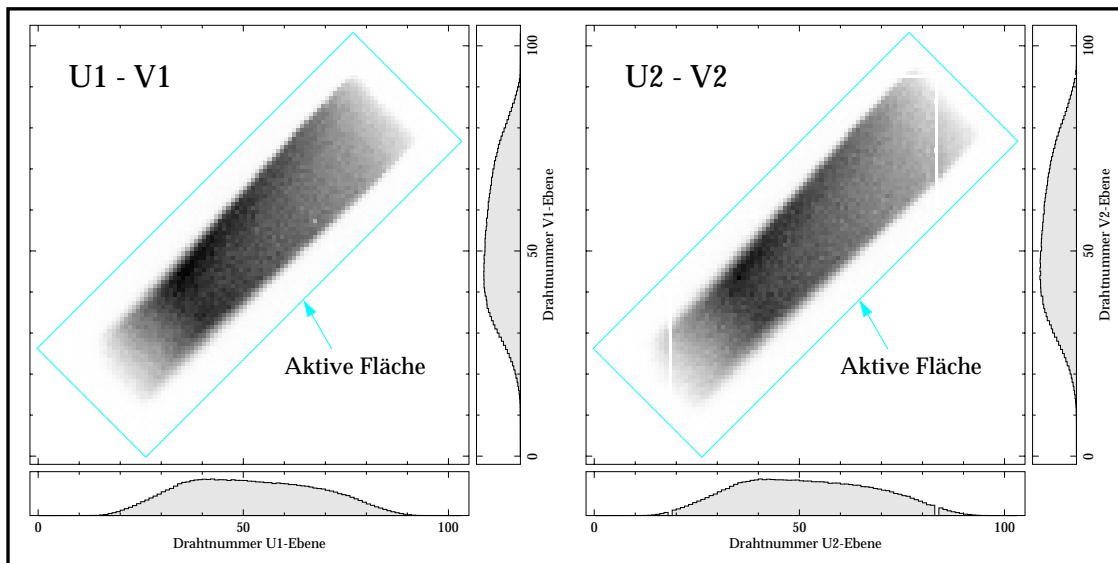 U1 - V1
Aktive Fläche
0
50
100
Drahtnummer V1-Ebene
0
50
100
Drahtnummer U1-Ebene
U2 - V2
Aktive Fläche
0
50
100
Drahtnummer V2-Ebene
0
50
100
Drahtnummer U2-Ebene